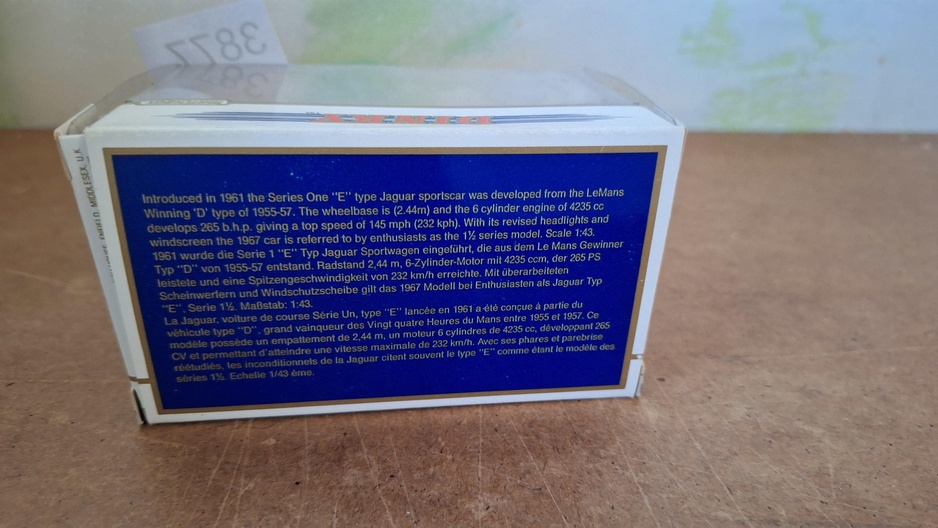 3877
DINKY
ENFIELD, MIDDLESEX, U.K
Introduced in 1961 the Series One "E" type Jaguar sportscar was developed from the LeMans
Winning 'D' type of 1955-57. The wheelbase is (2.44m) and the 6 cylinder engine of 4235 cc
develops 265 b.h.p. giving a top speed of 145 mph (232 kph). With its revised headlights and
windscreen the 1967 car is referred to by enthusiasts as the 1½ series model. Scale 1:43.
1961 wurde die Serie 1 "E" Typ Jaguar Sportwagen eingeführt, die aus dem Le Mans Gewinner
Typ "D" von 1955-57 entstand. Radstand 2,44 m, 6-Zylinder-Motor mit 4235 ccm, der 265 PS
leistete und eine Spitzengeschwindigkeit von 232 km/h erreichte. Mit überarbeiteten
Scheinwerfern und Windschutzscheibe gilt das 1967 Modell bei Enthusiasten als Jaguar Typ
"E", Serie 1½. Maßstab: 1:43.
La Jaguar, voiture de course Série Un, type "E" lancée en 1961 a été conçue à partie du
véhicule type "D", grand vainqueur des Vingt quatre Heures du Mans entre 1955 et 1957. Ce
modèle possède un empattement de 2,44 m, un moteur 6 cylindres de 4235 cc, développant 265
CV et permettant d'atteindre une vitesse maximale de 232 km/h. Avec ses phares et parebrise
réétudiés, les inconditionnels de la Jaguar citent souvent le type "E" comme étant le modèle des
séries 1½. Echelle 1/43 ème.